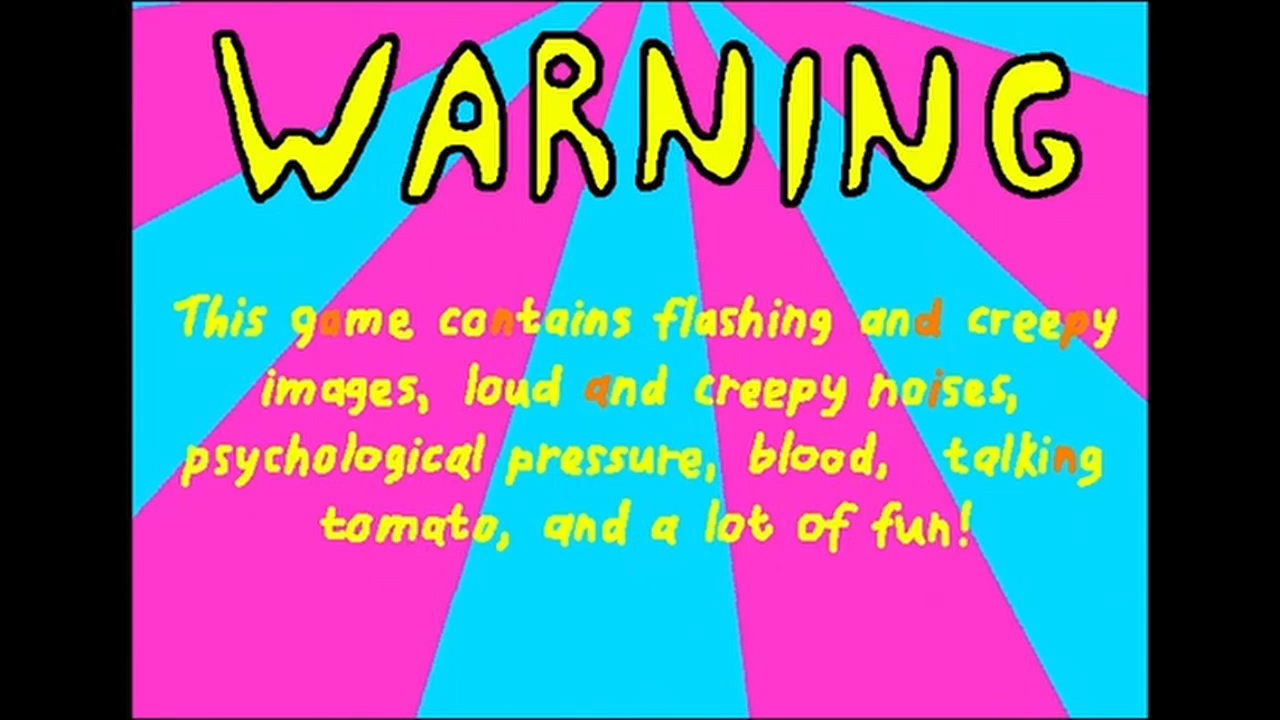 WARNING
This game contains flashing and creepy
images, loud and creepy noises,
psychological pressure, blood, talking
tomato, and a lot of fun!